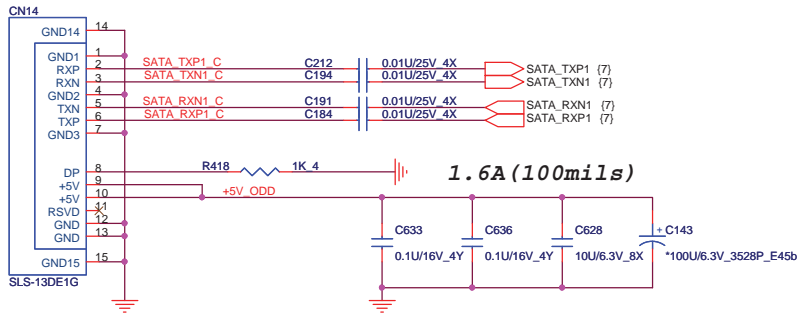 CN14
GND14 14
GND1 1
RXP 2 SATA_TXP1_C C212 0.01U/25V_4X SATA_TXP1 {7}
RXN 3 SATA_TXN1_C C194 0.01U/25V_4X SATA_TXN1 {7}
GND2 4
TXN 5 SATA_RXN1_C C191 0.01U/25V_4X SATA_RXN1 {7}
TXP 6 SATA_RXP1_C C184 0.01U/25V_4X SATA_RXP1 {7}
GND3 7
DP 8 R418 1K_4
1.6A(100mils)
+5V 9
+5V 10 +5V_ODD
RSVD 11
GND 12
GND 13
C633 C636 C628 + C143
0.1U/16V_4Y 0.1U/16V_4Y 10U/6.3V_8X *100U/6.3V_3528P_E45b
GND15 15
SLS-13DE1G